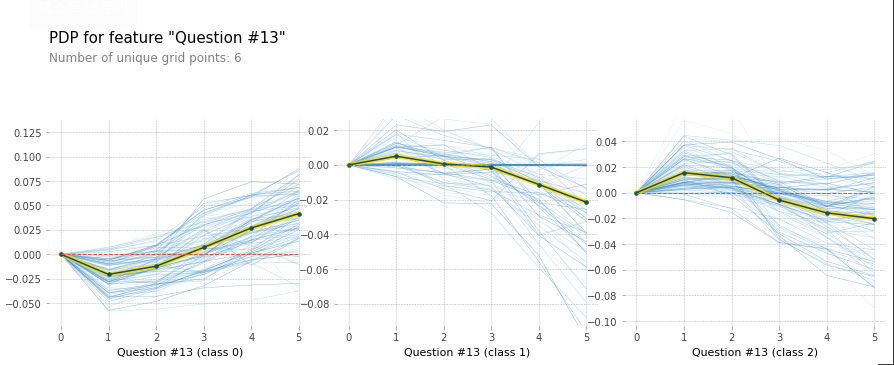 PDP for feature "Question #13"
Number of unique grid points: 6
0.125
0.100
0.075
0.050
0.025
0.000
−0.025
−0.050
0 1 2 3 4 5
Question #13 (class 0)
0.02
0.00
−0.02
−0.04
−0.06
−0.08
0 1 2 3 4 5
Question #13 (class 1)
0.04
0.02
0.00
−0.02
−0.04
−0.06
−0.08
−0.10
0 1 2 3 4 5
Question #13 (class 2)